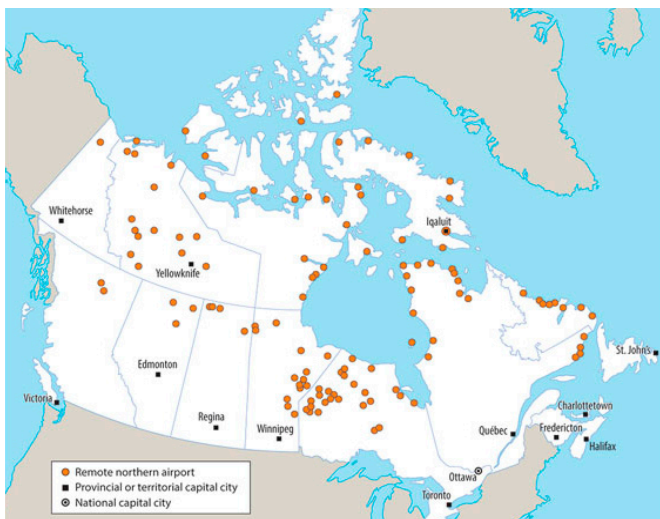 Iqaluit
Whitehorse
Yellowknife
Edmonton
St. John's
Victoria
Regina
Winnipeg
Québec
Charlottetown
Fredericton
Halifax
Ottawa
Toronto
Remote northern airport
Provincial or territorial capital city
National capital city